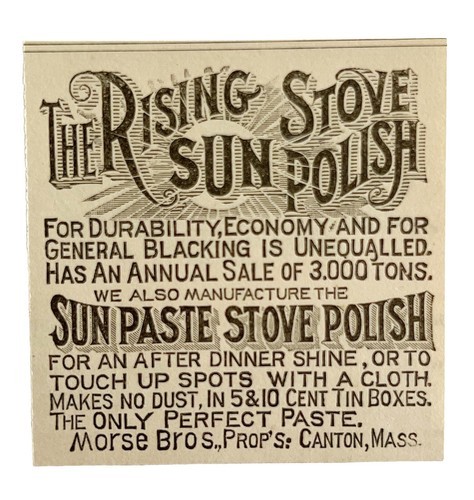 THE RISING SUN STOVE POLISH
FOR DURABILITY, ECONOMY AND FOR
GENERAL BLACKING IS UNEQUALLED.
HAS AN ANNUAL SALE OF 3.000 TONS.
WE ALSO MANUFACTURE THE
SUN PASTE STOVE POLISH
FOR AN AFTER DINNER SHINE, OR TO
TOUCH UP SPOTS WITH A CLOTH.
MAKES NO DUST, IN 5 & 10 CENT TIN BOXES.
THE ONLY PERFECT PASTE.
MORSE BROS., PROP'S: CANTON, MASS.